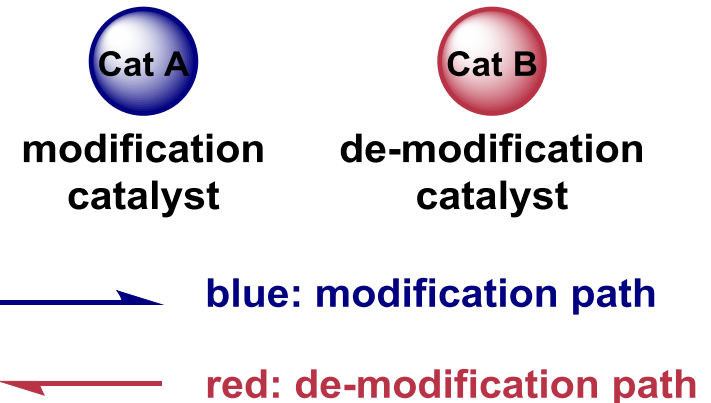 Cat A
Cat B
modification
catalyst
de-modification
catalyst
blue: modification path
red: de-modification path